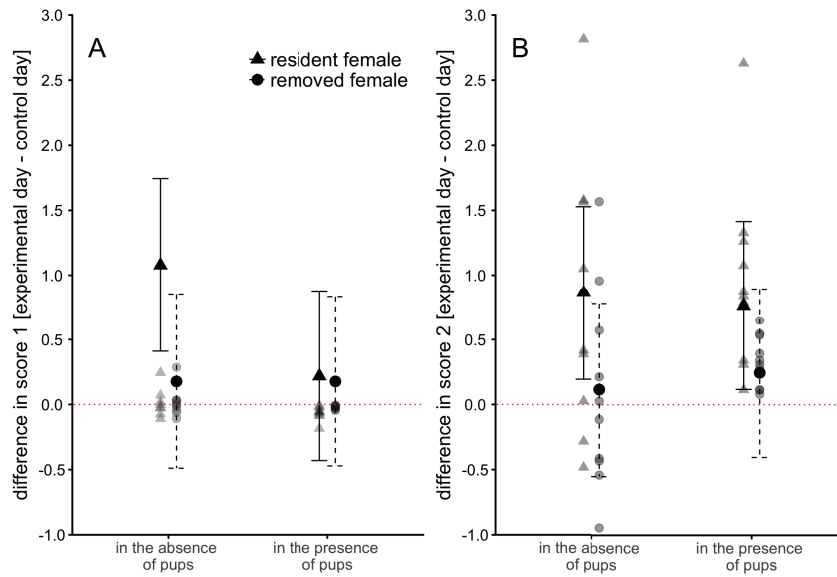 A
resident female
removed female
difference in score 1 [experimental day - control day]
3.0
2.5
2.0
1.5
1.0
0.5
0.0
-0.5
-1.0
in the absence
of pups
in the presence
of pups
B
difference in score 2 [experimental day - control day]
3.0
2.5
2.0
1.5
1.0
0.5
0.0
-0.5
-1.0
in the absence
of pups
in the presence
of pups